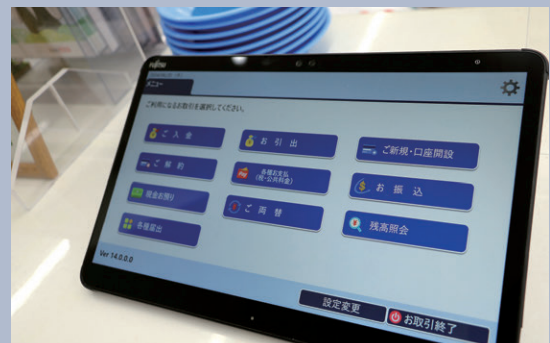 FUJITSU
メニュー
ご利用になるお取引を選択してください。
ご 入 金
お 引 出
ご新規・口座開設
ご 解 約
各種お支払
(税・公共料金)
お 振 込
現金お預り
ご 両 替
残高照会
各種届出
Ver 14.0.0.0
設定変更
お取引終了